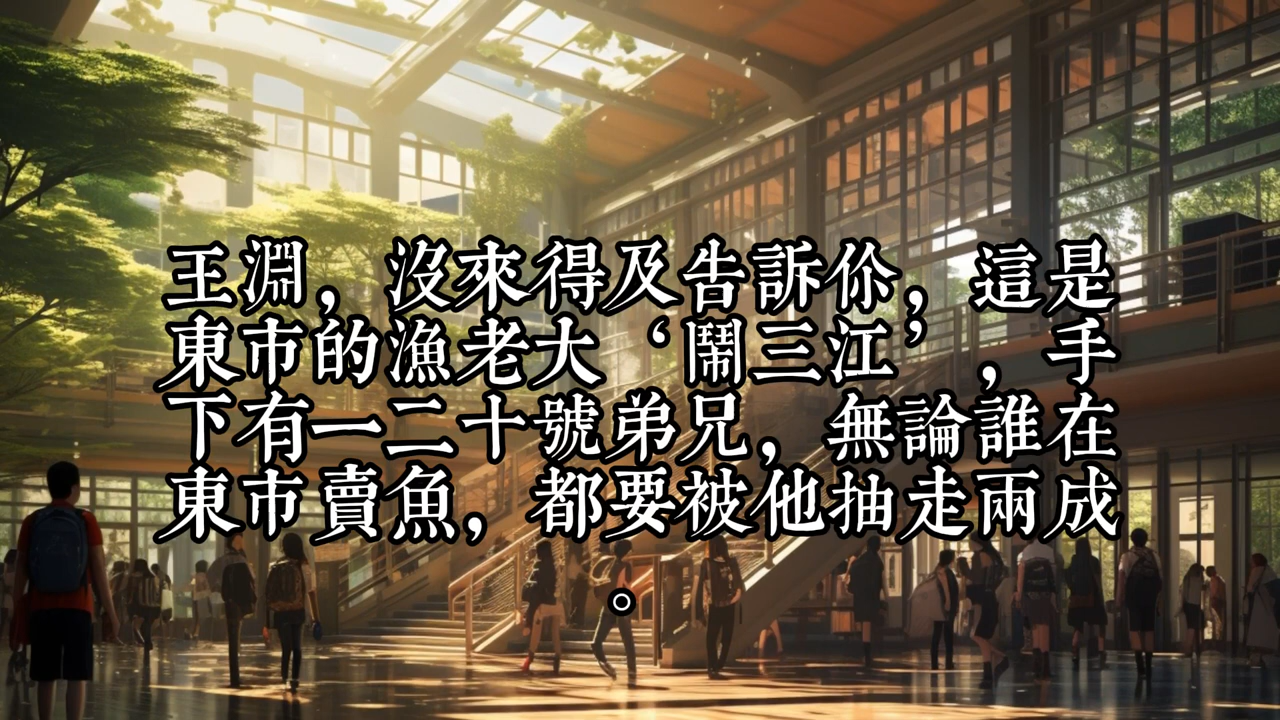 王淵，沒來得及告訴你，這是
東市的漁老大‘鬧三江’，手
下有一二十號弟兄，無論誰在
東市賣魚，都要被他抽走兩成
。